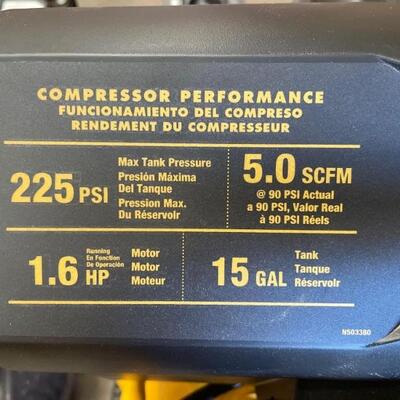 COMPRESSOR PERFORMANCE
FUNCIONAMIENTO DEL COMPRESO
RENDEMENT DU COMPRESSEUR
225 PSI
Max Tank Pressure
Presión Máxima
Del Tanque
Pression Max.
Du Réservoir
5.0 SCFM
@ 90 PSI Actual
a 90 PSI, Valor Real
à 90 PSI Réels
1.6 HP
Running
En Fonction
De Operación
Motor
Motor
Moteur
15 GAL
Tank
Tanque
Réservoir
N503380